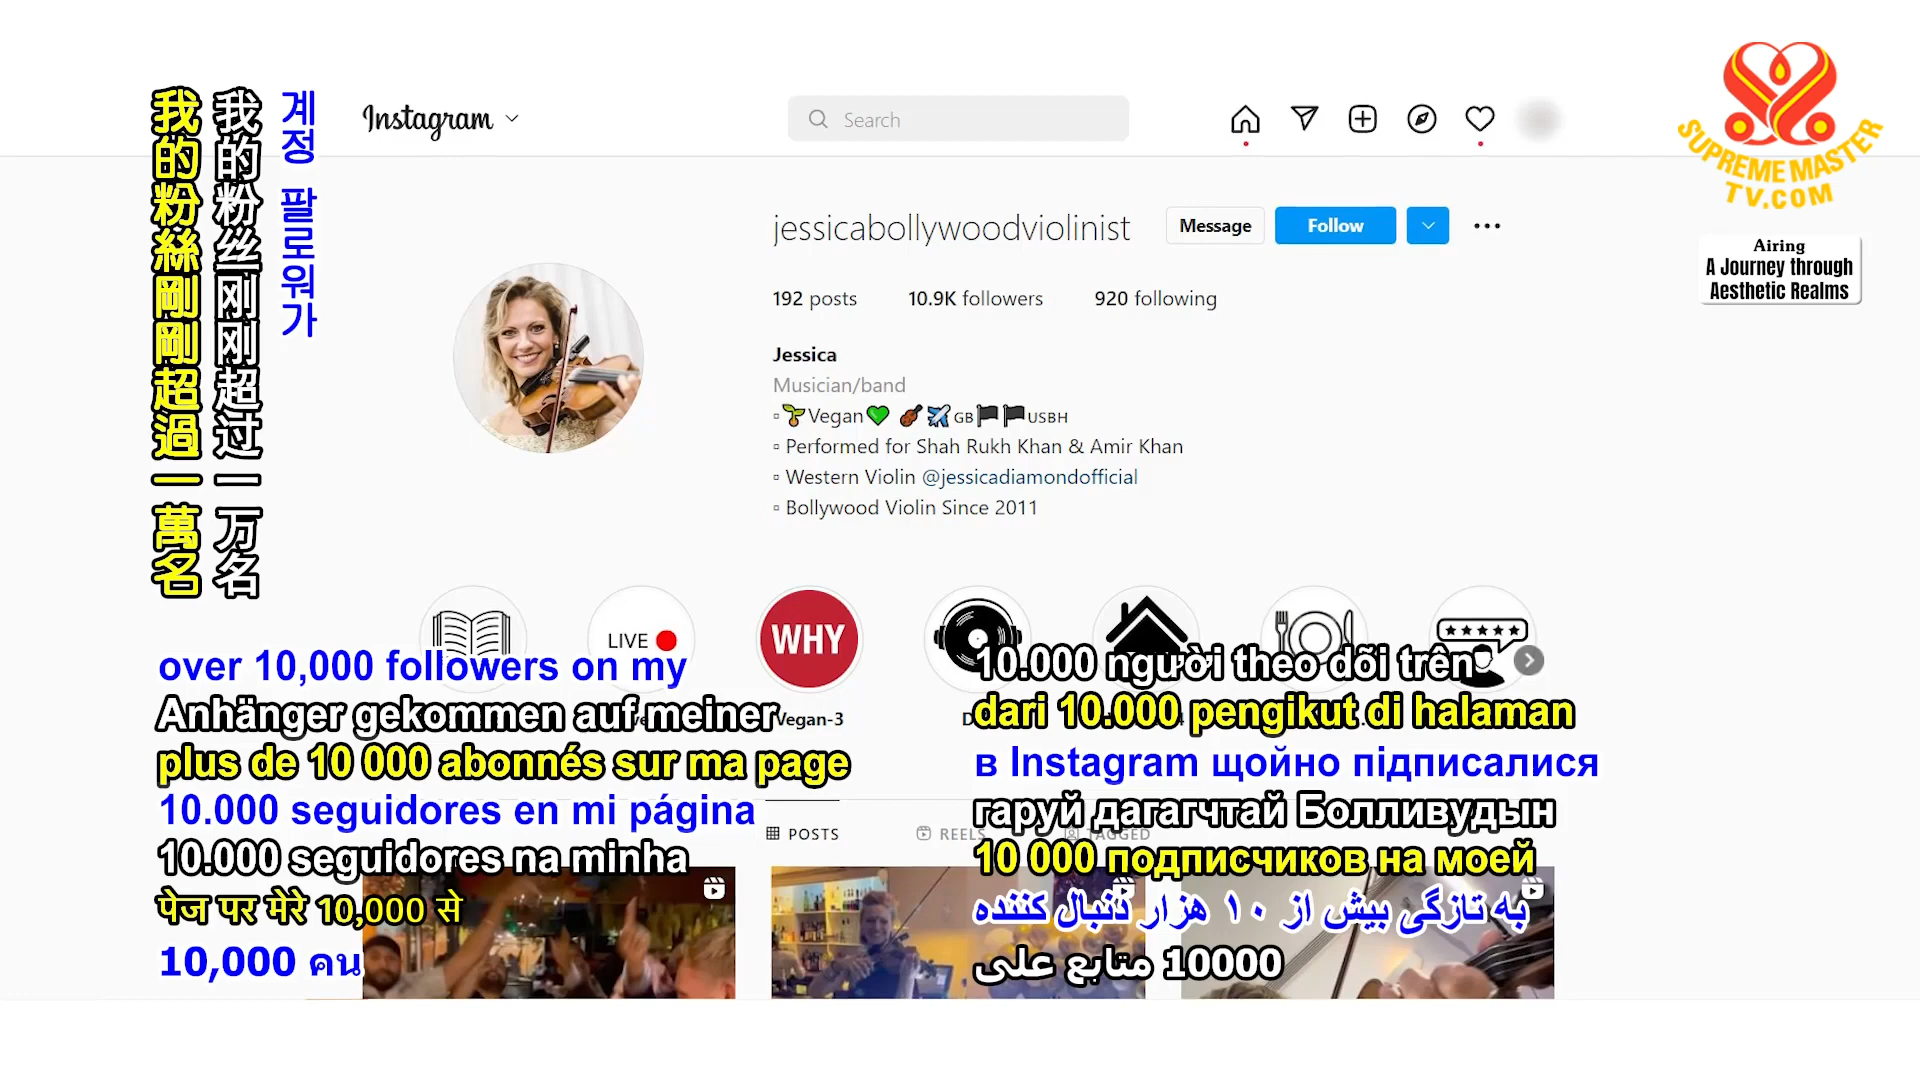 我的粉絲剛剛超過一萬名
我的粉丝刚刚超过一万名
계정 팔로워가
Instagram
Search
SUPREME MASTER
TV.COM
Airing
A Journey through
Aesthetic Realms
jessicabollywoodviolinist
Message
Follow
192 posts
10.9K followers
920 following
Jessica
Musician/band
▫🌱Vegan💚 🎻✈️GB🏴🏴USBH
▫ Performed for Shah Rukh Khan & Amir Khan
▫ Western Violin @jessicadiamondofficial
▫ Bollywood Violin Since 2011
LIVE
WHY
Vegan-3
over 10,000 followers on my
Anhänger gekommen auf meiner
plus de 10 000 abonnés sur ma page
10.000 seguidores en mi página
10.000 seguidores na minha
पेज पर मेरे 10,000 से
10,000 คน
10.000 người theo dõi trên
dari 10.000 pengikut di halaman
в Instagram щойно підписалися
гаруй дагагчтай Болливудын
10 000 подписчиков на моей
به تازگی بیش از ۱۰ هزار دنبال کننده
10000 متابع على
POSTS
REELS
TAGGED